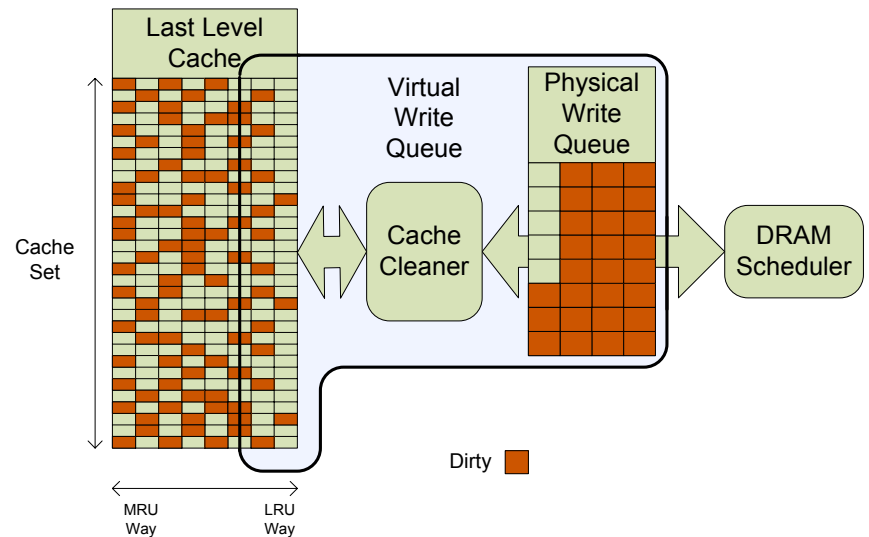 Last Level
Cache
Virtual
Write
Queue
Physical
Write
Queue
Cache
Set
Cache
Cleaner
DRAM
Scheduler
Dirty
MRU
Way
LRU
Way